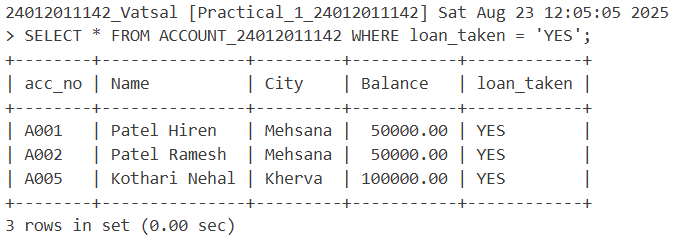 24012011142_Vatsal [Practical_1_24012011142] Sat Aug 23 12:05:05 2025
> SELECT * FROM ACCOUNT_24012011142 WHERE loan_taken = 'YES';
+--------+---------------+---------+-----------+------------+
| acc_no | Name          | City    | Balance   | loan_taken |
+--------+---------------+---------+-----------+------------+
| A001   | Patel Hiren   | Mehsana |  50000.00 | YES        |
| A002   | Patel Ramesh  | Mehsana |  50000.00 | YES        |
| A005   | Kothari Nehal | Kherva  | 100000.00 | YES        |
+--------+---------------+---------+-----------+------------+
3 rows in set (0.00 sec)